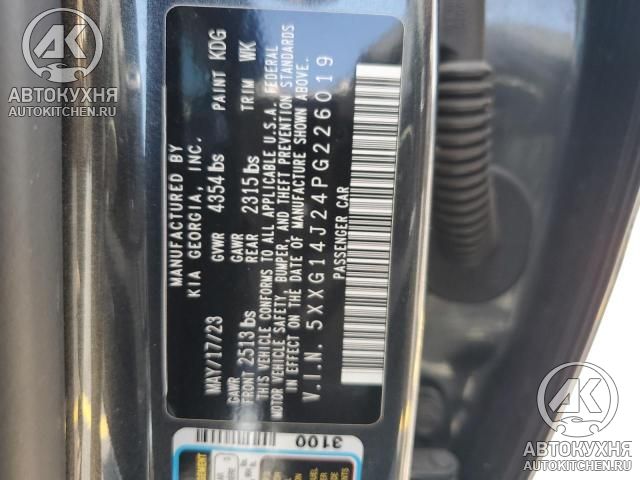 АВТОКУХНЯ
AUTOKITCHEN.RU
MANUFACTURED BY
KIA GEORGIA, INC.
MAY/17/23 GVWR 4354 lbs PAINT KDG
GAWR GAWR
FRONT 2513 lbs REAR 2315 lbs TRIM WK
THIS VEHICLE CONFORMS TO ALL APPLICABLE U.S.A. FEDERAL
MOTOR VEHICLE SAFETY, BUMPER, AND THEFT PREVENTION STANDARDS
IN EFFECT ON THE DATE OF MANUFACTURE SHOWN ABOVE.
V.I.N. 5XXG14J24PG226019
PASSENGER CAR
3100
АВТОКУХНЯ
AUTOKITCHEN.RU